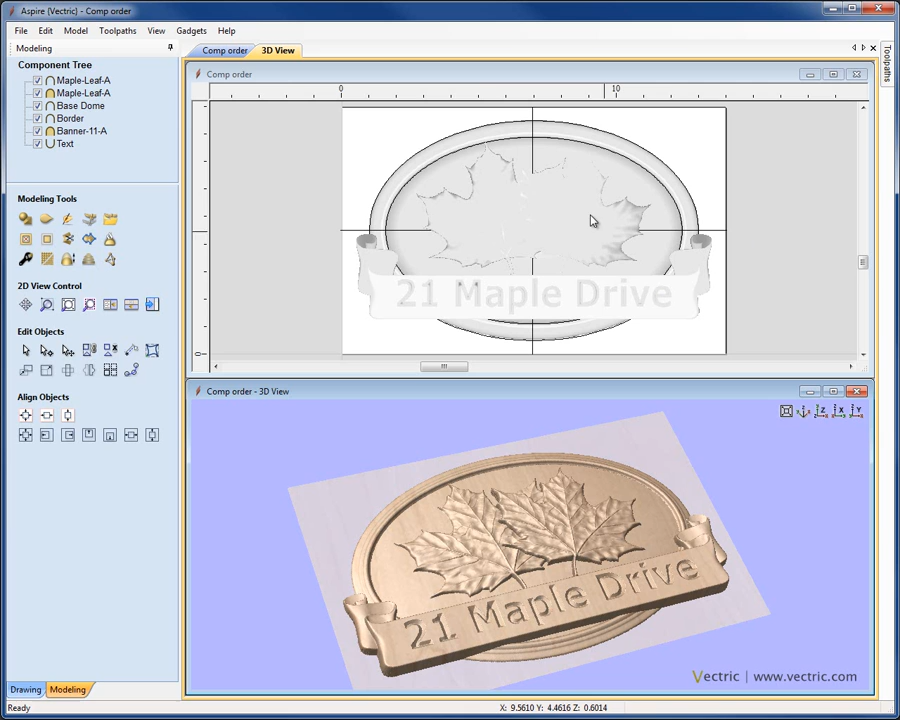 Aspire {Vectric} - Comp order
File Edit Model Toolpaths View Gadgets Help
Modeling
Comp order 3D View
Toolpaths
Component Tree
Maple-Leaf-A
Maple-Leaf-A
Base Dome
Border
Banner-11-A
Text
Modeling Tools
2D View Control
Edit Objects
Align Objects
Drawing Modeling
Comp order
0 10
0
21 Maple Drive
Comp order - 3D View
Z X Y
21 Maple Drive
Vectric | www.vectric.com
Ready
X: 9.5610 Y: 4.4616 Z: 0.6014